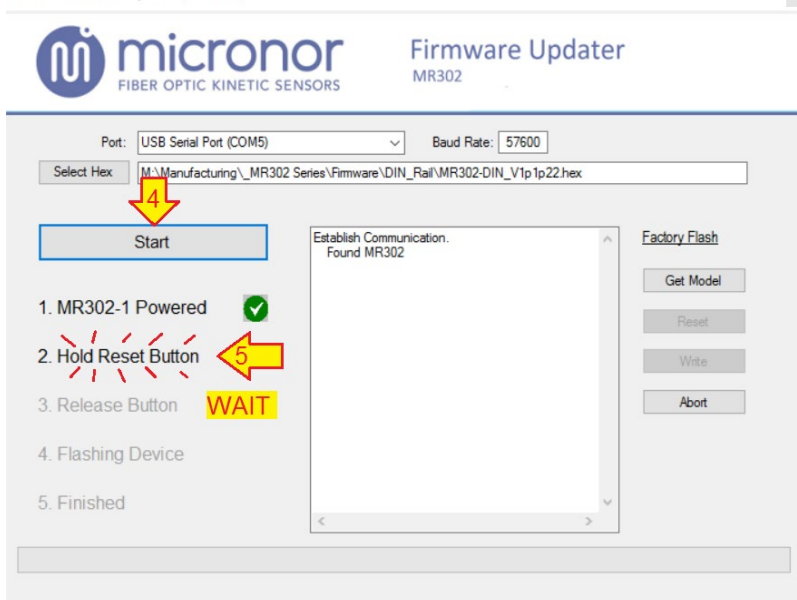 micronor
FIBER OPTIC KINETIC SENSORS
Firmware Updater
MR302
Port: USB Serial Port (COM5) Baud Rate: 57600
Select Hex M:\Manufacturing\_MR302 Series\Firmware\DIN_Rail\MR302-DIN_V1p1p22.hex
4
Start
Establish Communication.
Found MR302
Factory Flash
Get Model
1. MR302-1 Powered
Reset
2. Hold Reset Button 5
Write
3. Release Button WAIT
Abort
4. Flashing Device
5. Finished